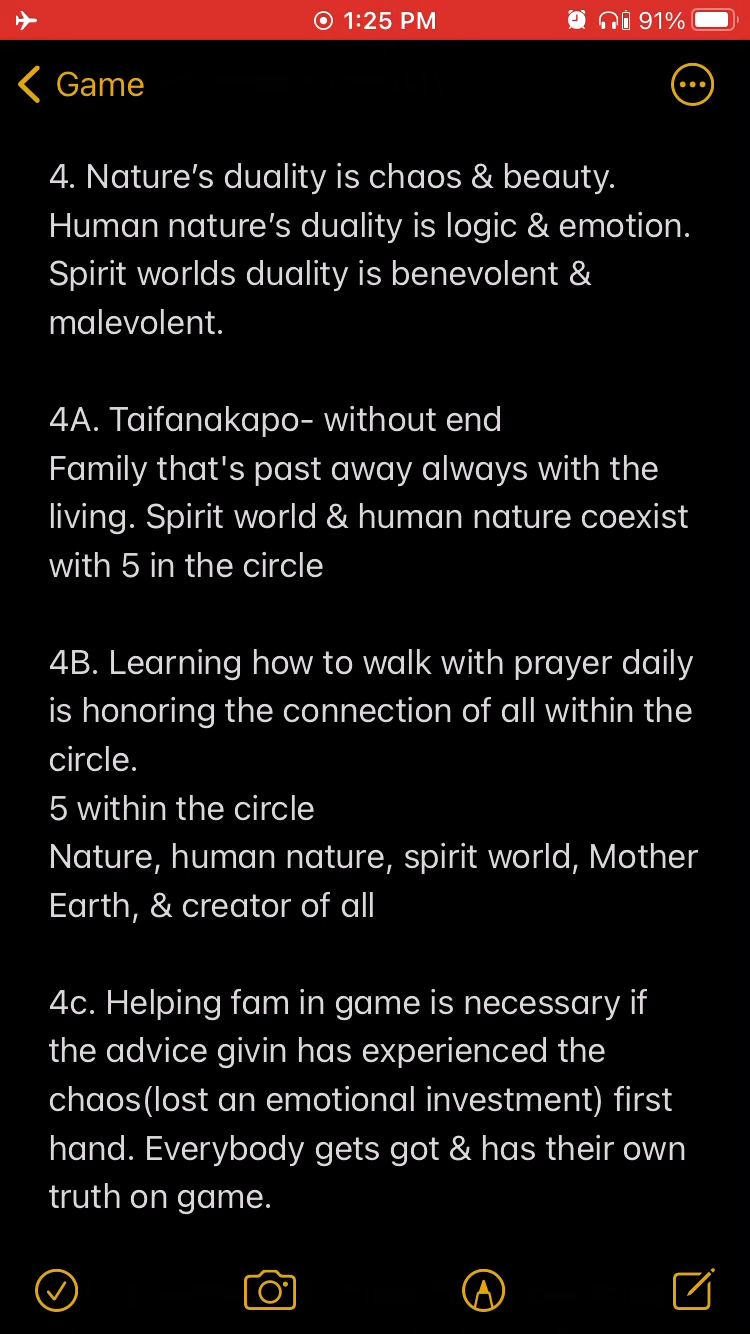 1:25 PM
91%
Game
4. Nature’s duality is chaos & beauty.
Human nature’s duality is logic & emotion.
Spirit worlds duality is benevolent &
malevolent.
4A. Taifanakapo- without end
Family that's past away always with the
living. Spirit world & human nature coexist
with 5 in the circle
4B. Learning how to walk with prayer daily
is honoring the connection of all within the
circle.
5 within the circle
Nature, human nature, spirit world, Mother
Earth, & creator of all
4c. Helping fam in game is necessary if
the advice givin has experienced the
chaos(lost an emotional investment) first
hand. Everybody gets got & has their own
truth on game.